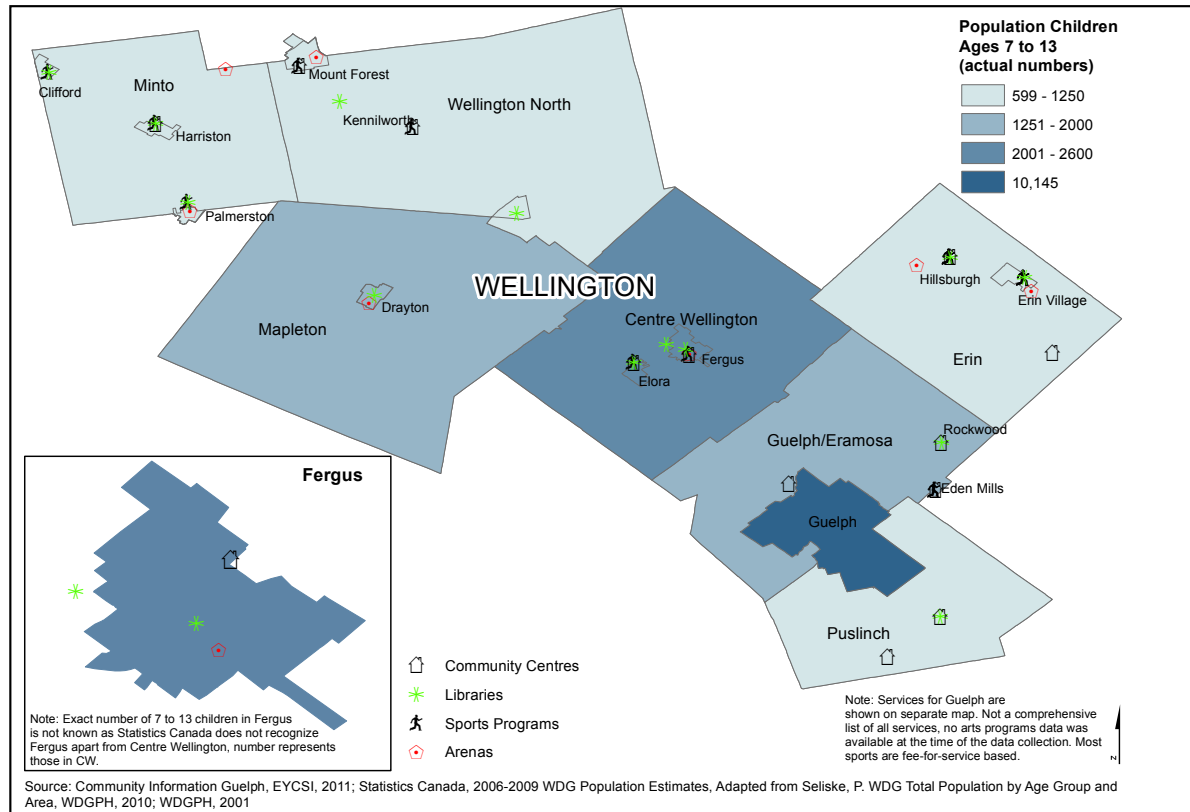 Population Children
Ages 7 to 13
(actual numbers)
599 - 1250
1251 - 2000
2001 - 2600
10,145
Clifford
Minto
Harriston
Palmerston
Mount Forest
Kennilworth
Wellington North
WELLINGTON
Mapleton
Drayton
Centre Wellington
Fergus
Elora
Hillsburgh
Erin Village
Erin
Guelph/Eramosa
Rockwood
Eden Mills
Guelph
Puslinch
Fergus
Note: Exact number of 7 to 13 children in Fergus
is not known as Statistics Canada does not recognize
Fergus apart from Centre Wellington, number represents
those in CW.
Community Centres
Libraries
Sports Programs
Arenas
Note: Services for Guelph are
shown on separate map. Not a comprehensive
list of all services, no arts programs data was
available at the time of the data collection. Most
sports are fee-for-service based.
N
Source: Community Information Guelph, EYCSI, 2011; Statistics Canada, 2006-2009 WDG Population Estimates, Adapted from Seliske, P. WDG Total Population by Age Group and
Area, WDGPH, 2010; WDGPH, 2001